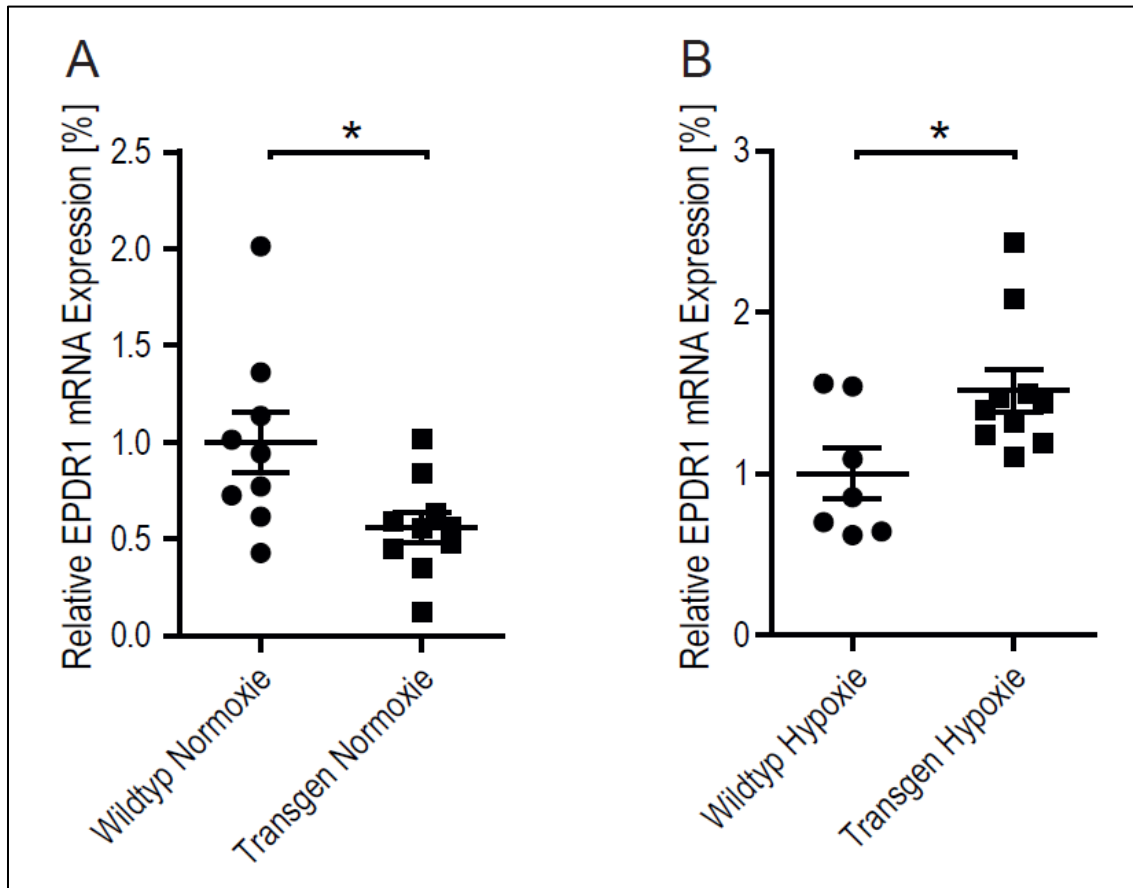 A
Relative EPDR1 mRNA Expression [%]
*
2.5
2.0
1.5
1.0
0.5
0.0
Wildtyp Normoxie
Transgen Normoxie
B
Relative EPDR1 mRNA Expression [%]
*
3
2
1
0
Wildtyp Hypoxie
Transgen Hypoxie